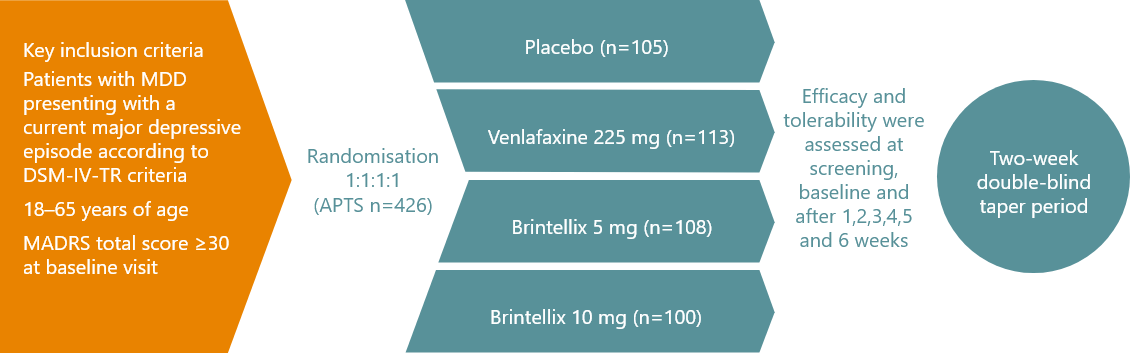 Key inclusion criteria
Patients with MDD
presenting with a
current major depressive
episode according to
DSM-IV-TR criteria
18–65 years of age
MADRS total score ≥30
at baseline visit
Randomisation
1:1:1:1
(APTS n=426)
Placebo (n=105)
Venlafaxine 225 mg (n=113)
Brintellix 5 mg (n=108)
Brintellix 10 mg (n=100)
Efficacy and
tolerability were
assessed at
screening,
baseline and
after 1,2,3,4,5
and 6 weeks
Two-week
double-blind
taper period